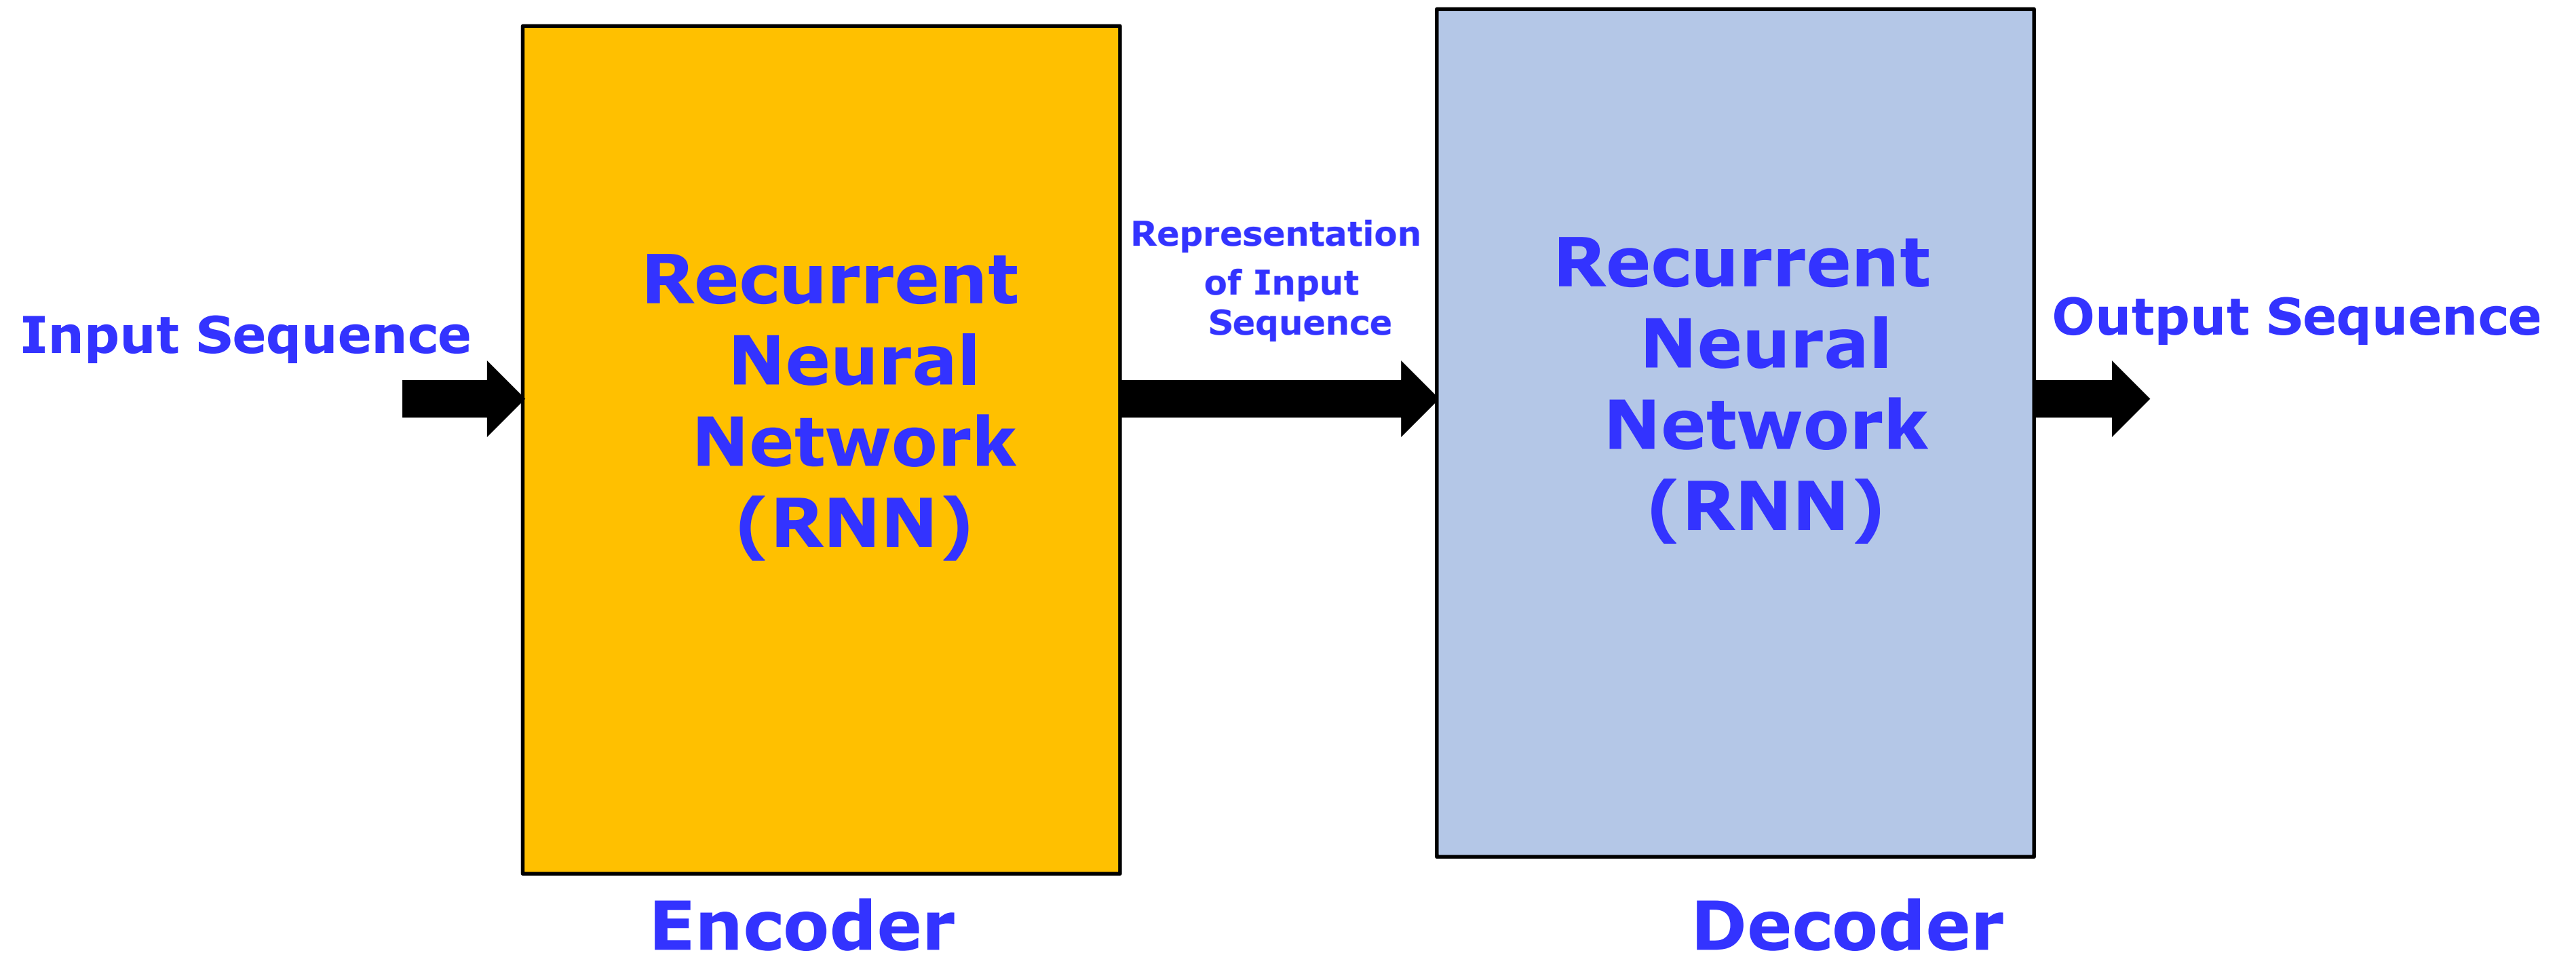 Input Sequence
Recurrent
Neural
Network
(RNN)
Encoder
Representation
of Input
Sequence
Recurrent
Neural
Network
(RNN)
Decoder
Output Sequence